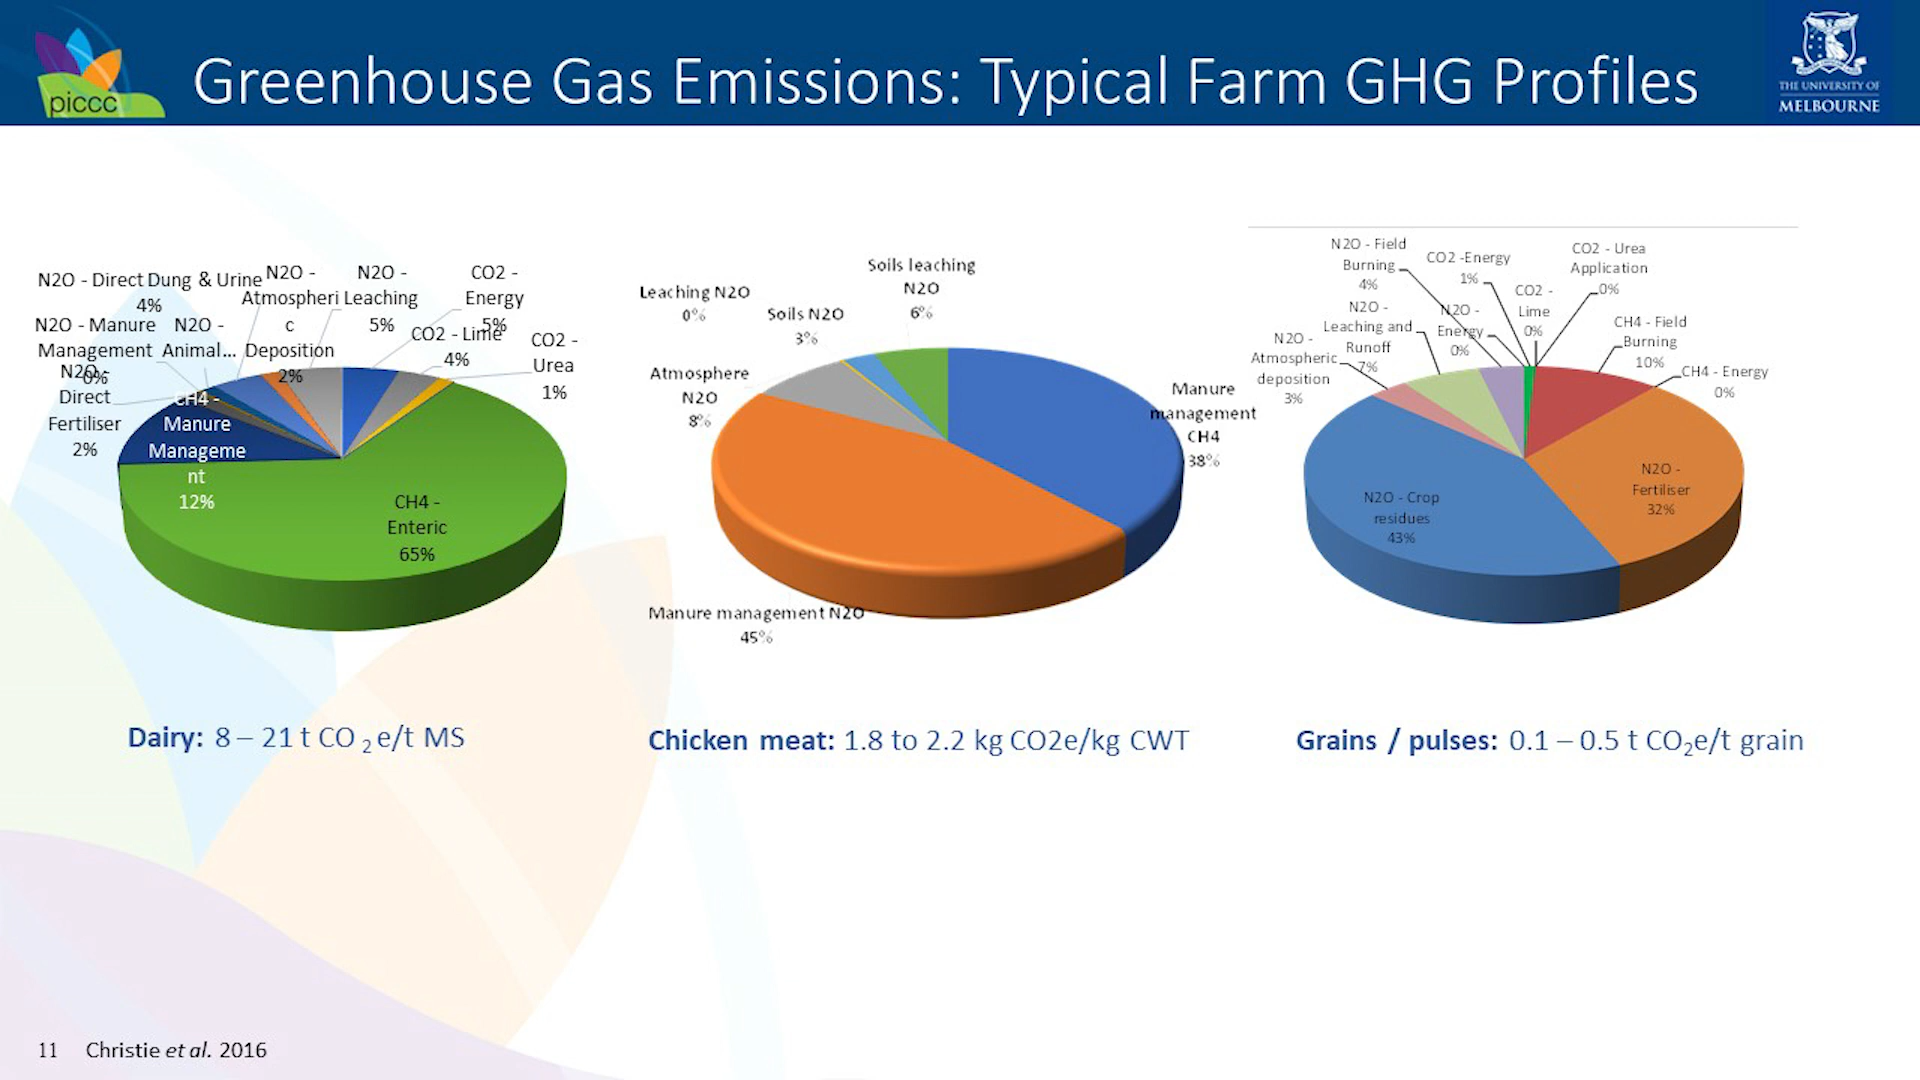 piccc
Greenhouse Gas Emissions: Typical Farm GHG Profiles
THE UNIVERSITY OF
MELBOURNE
N2O - Direct Dung & Urine
4%
N2O - Manure
Management
0%
N2O -
Animal...
N2O -
Atmospheri
c
Deposition
2%
N2O -
Leaching
5%
CO2 -
Energy
5%
CO2 - Lime
4%
CO2 -
Urea
1%
N2O -
Direct
Fertiliser
2%
CH4 -
Manure
Manageme
nt
12%
CH4 -
Enteric
65%
Dairy: 8 – 21 t CO2e/t MS
Leaching N2O
0%
Soils N2O
3%
Soils leaching
N2O
6%
Atmosphere
N2O
8%
Manure
management
CH4
38%
Manure management N2O
45%
Chicken meat: 1.8 to 2.2 kg CO2e/kg CWT
N2O - Field
Burning
4%
CO2 -Energy
1%
CO2 - Urea
Application
0%
N2O -
Leaching and
Runoff
7%
N2O -
Energy
0%
CO2 -
Lime
0%
CH4 - Field
Burning
10%
N2O -
Atmospheric
deposition
3%
CH4 - Energy
0%
N2O -
Fertiliser
32%
N2O - Crop
residues
43%
Grains / pulses: 0.1 – 0.5 t CO2e/t grain
11 Christie et al. 2016